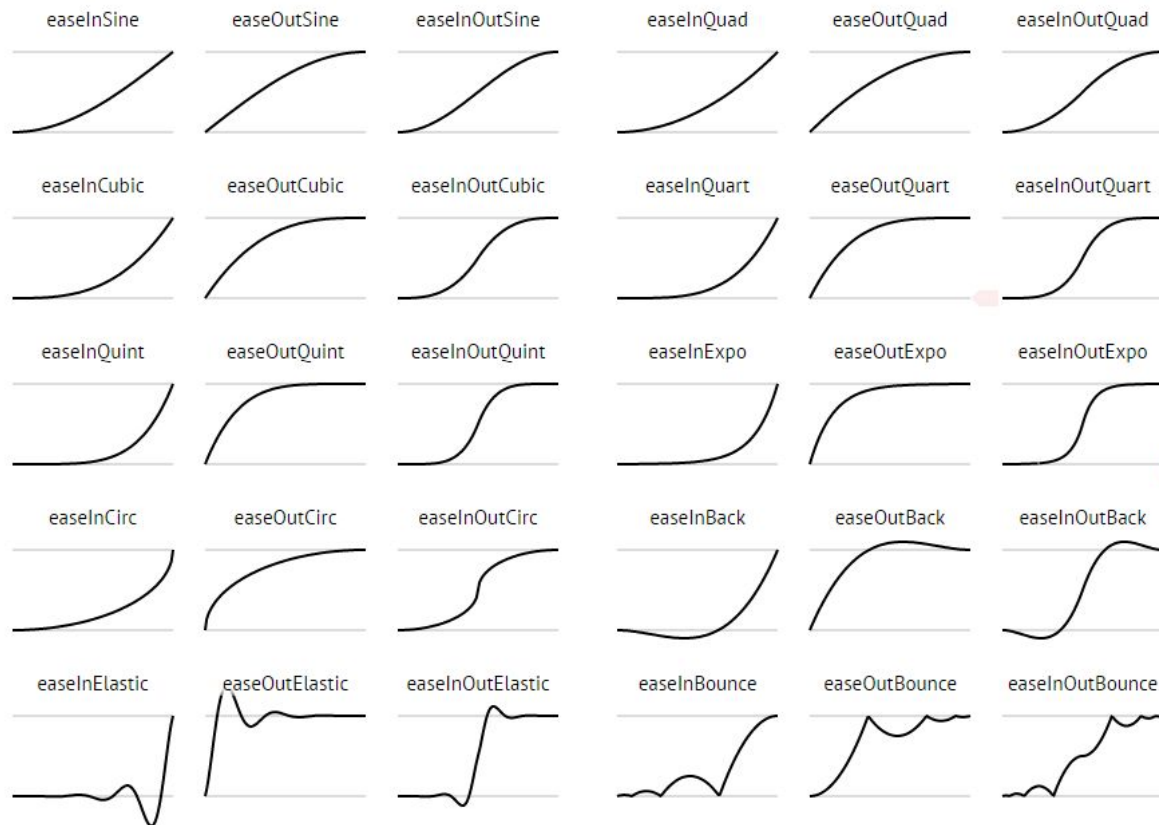 easeInSine easeOutSine easeInOutSine easeInQuad easeOutQuad easeInOutQuad
easeInCubic easeOutCubic easeInOutCubic easeInQuart easeOutQuart easeInOutQuart
easeInQuint easeOutQuint easeInOutQuint easeInExpo easeOutExpo easeInOutExpo
easeInCirc easeOutCirc easeInOutCirc easeInBack easeOutBack easeInOutBack
easeInElastic easeOutElastic easeInOutElastic easeInBounce easeOutBounce easeInOutBounce